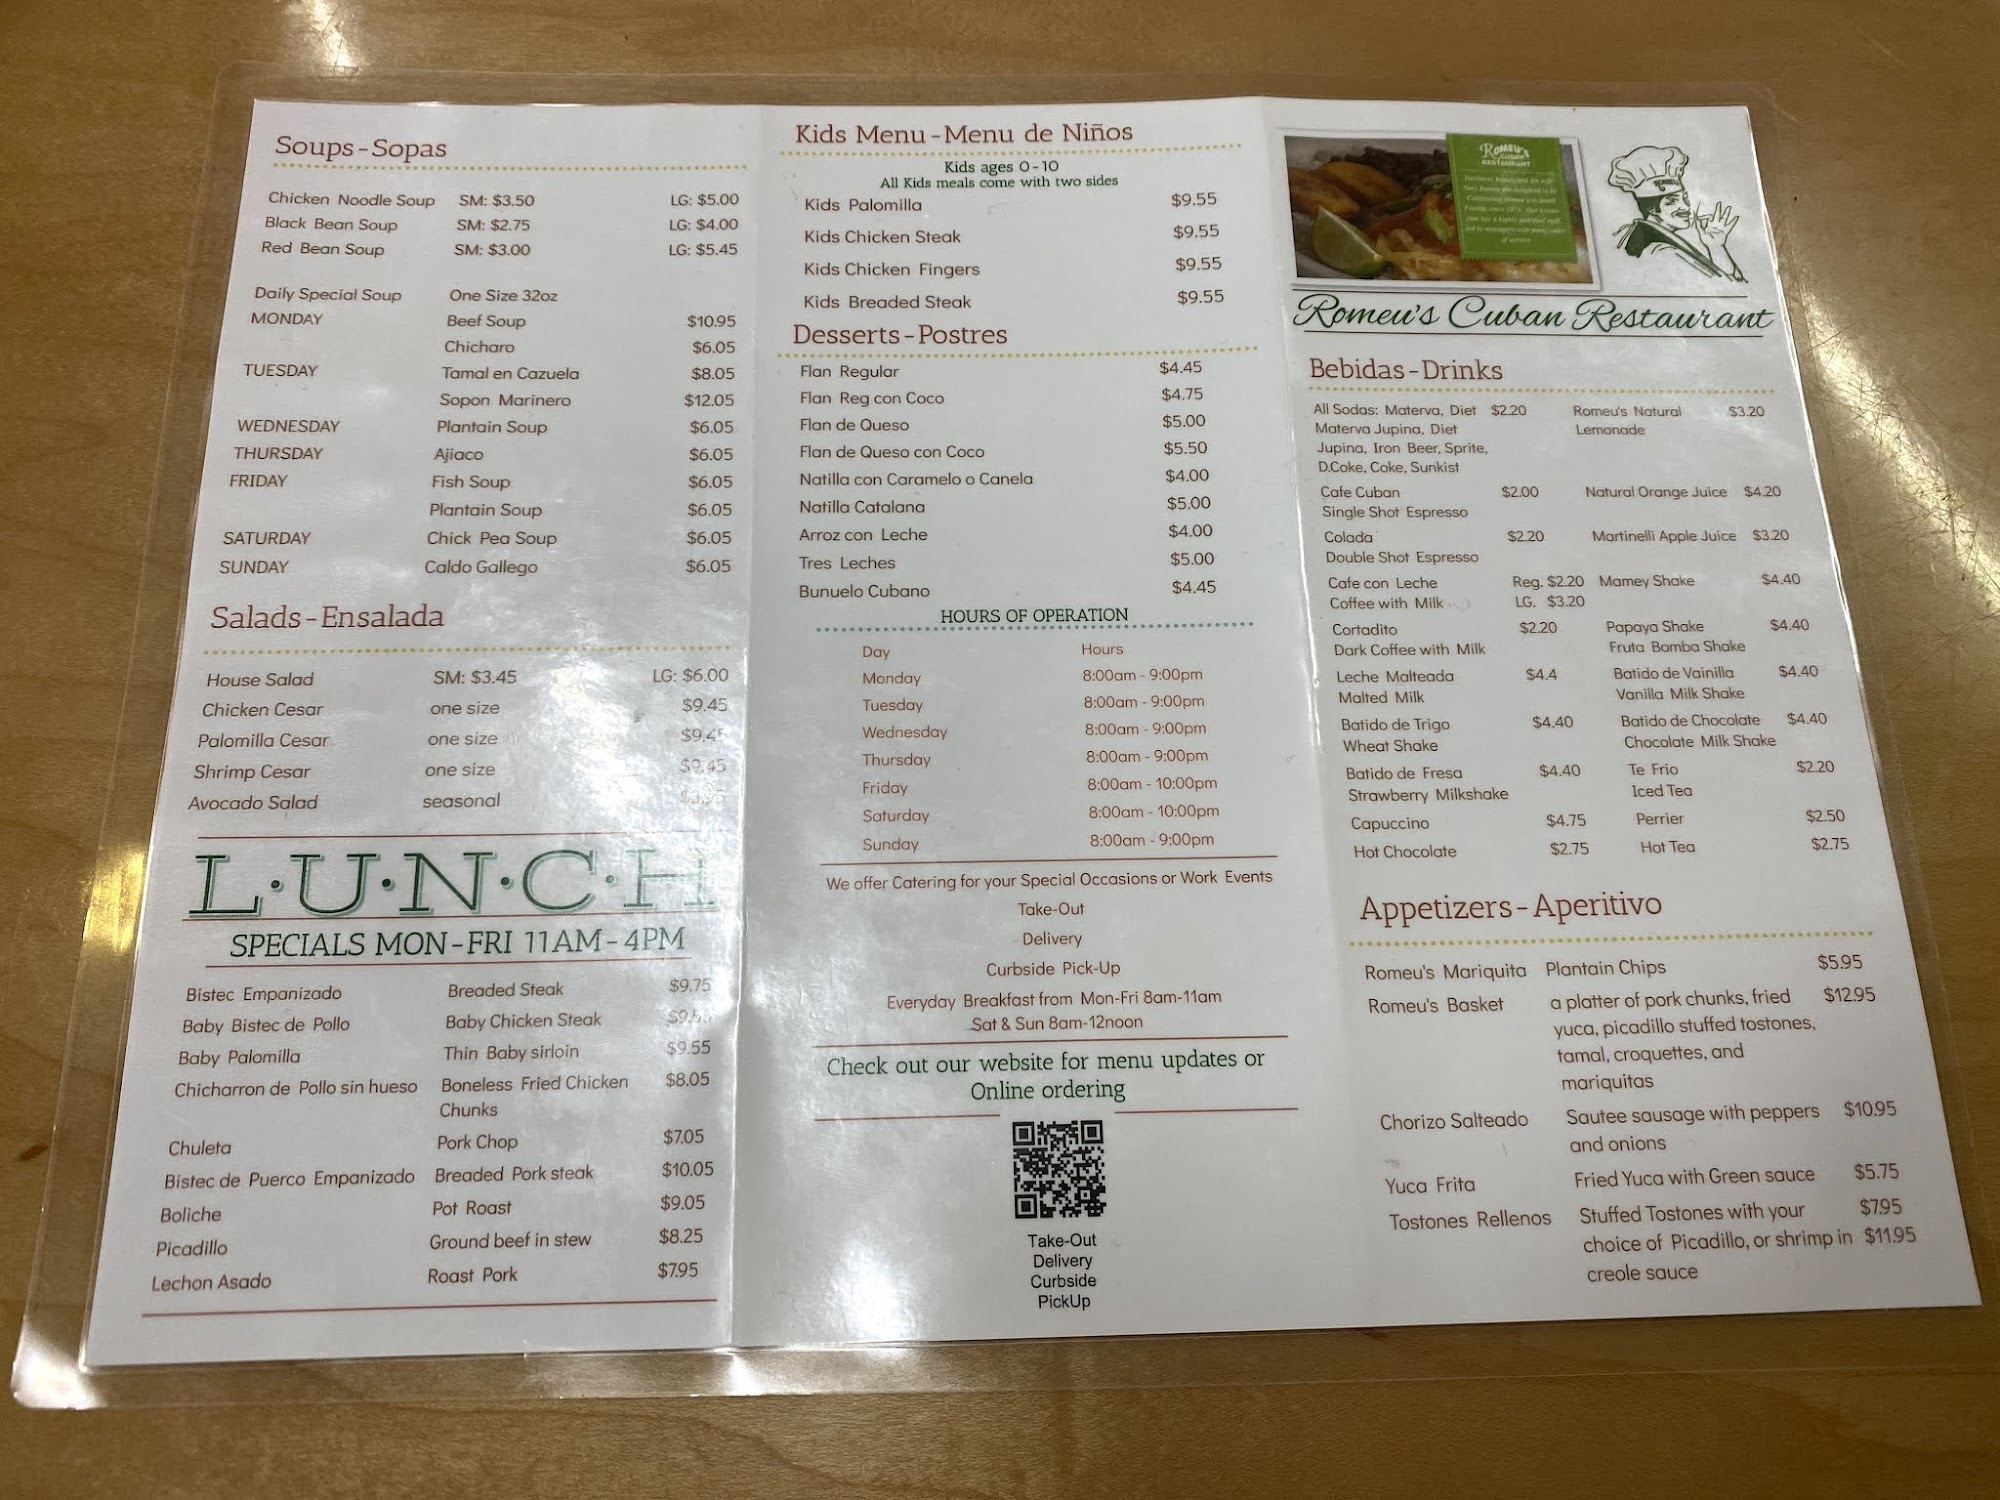 Soups-Sopas
Chicken Noodle Soup SM: $3.50 LG: $5.00
Black Bean Soup SM: $2.75 LG: $4.00
Red Bean Soup SM: $3.00 LG: $5.45
Daily Special Soup One Size 32oz
MONDAY Beef Soup $10.95
Chicharo $6.05
TUESDAY Tamal en Cazuela $8.05
Sopon Marinero $12.05
WEDNESDAY Plantain Soup $6.05
THURSDAY Ajiaco $6.05
FRIDAY Fish Soup $6.05
Plantain Soup $6.05
SATURDAY Chick Pea Soup $6.05
SUNDAY Caldo Gallego $6.05
Salads-Ensalada
House Salad SM: $3.45 LG: $6.00
Chicken Cesar one size $9.45
Palomilla Cesar one size $9.45
Shrimp Cesar one size $9.45
Avocado Salad seasonal $3.95
L·U·N·C·H
SPECIALS MON-FRI 11AM-4PM
Bistec Empanizado Breaded Steak $9.75
Baby Bistec de Pollo Baby Chicken Steak $9.55
Baby Palomilla Thin Baby sirloin $9.55
Chicharron de Pollo sin hueso Boneless Fried Chicken $8.05
Chunks
Chuleta Pork Chop $7.05
Bistec de Puerco Empanizado Breaded Pork steak $10.05
Boliche Pot Roast $9.05
Picadillo Ground beef in stew $8.25
Lechon Asado Roast Pork $7.95
Kids Menu-Menu de Niños
Kids ages 0-10
All Kids meals come with two sides
Kids Palomilla $9.55
Kids Chicken Steak $9.55
Kids Chicken Fingers $9.55
Kids Breaded Steak $9.55
Desserts-Postres
Flan Regular $4.45
Flan Reg con Coco $4.75
Flan de Queso $5.00
Flan de Queso con Coco $5.50
Natilla con Caramelo o Canela $4.00
Natilla Catalana $5.00
Arroz con Leche $4.00
Tres Leches $5.00
Bunuelo Cubano $4.45
HOURS OF OPERATION
Day Hours
Monday 8:00am - 9:00pm
Tuesday 8:00am - 9:00pm
Wednesday 8:00am - 9:00pm
Thursday 8:00am - 9:00pm
Friday 8:00am - 10:00pm
Saturday 8:00am - 10:00pm
Sunday 8:00am - 9:00pm
We offer Catering for your Special Occasions or Work Events
Take-Out
Delivery
Curbside Pick-Up
Everyday Breakfast from Mon-Fri 8am-11am
Sat & Sun 8am-12noon
Check out our website for menu updates or
Online ordering
Take-Out
Delivery
Curbside
PickUp
ROMEU'S
CUBAN
RESTAURANT
Romeu's Cuban Restaurant
Bebidas-Drinks
All Sodas: Materva, Diet $2.20 Romeu's Natural $3.20
Materva Jupina, Diet Lemonade
Jupina, Iron Beer, Sprite,
D.Coke, Coke, Sunkist
Cafe Cuban $2.00 Natural Orange Juice $4.20
Single Shot Espresso
Colada $2.20 Martinelli Apple Juice $3.20
Double Shot Espresso
Cafe con Leche Reg. $2.20 Mamey Shake $4.40
Coffee with Milk LG. $3.20
Cortadito $2.20 Papaya Shake $4.40
Dark Coffee with Milk Fruta Bomba Shake
Leche Malteada $4.4 Batido de Vainilla $4.40
Malted Milk Vanilla Milk Shake
Batido de Trigo $4.40 Batido de Chocolate $4.40
Wheat Shake Chocolate Milk Shake
Batido de Fresa $4.40 Te Frio $2.20
Strawberry Milkshake Iced Tea
Capuccino $4.75 Perrier $2.50
Hot Chocolate $2.75 Hot Tea $2.75
Appetizers-Aperitivo
Romeu's Mariquita Plantain Chips $5.95
Romeu's Basket a platter of pork chunks, fried $12.95
yuca, picadillo stuffed tostones,
tamal, croquettes, and
mariquitas
Chorizo Salteado Sautee sausage with peppers $10.95
and onions
Yuca Frita Fried Yuca with Green sauce $5.75
Tostones Rellenos Stuffed Tostones with your $7.95
choice of Picadillo, or shrimp in $11.95
creole sauce